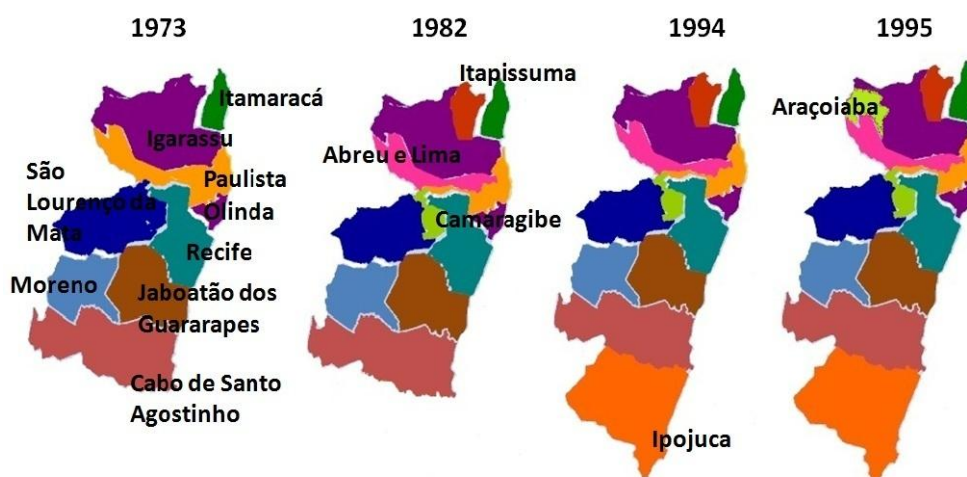 1973
1982
1994
1995
Itamaracá
Igarassu
São
Lourenço da
Mata
Paulista
Olinda
Recife
Moreno
Jaboatão dos
Guararapes
Cabo de Santo
Agostinho
Itapissuma
Abreu e Lima
Camaragibe
Ipojuca
Araçoiaba